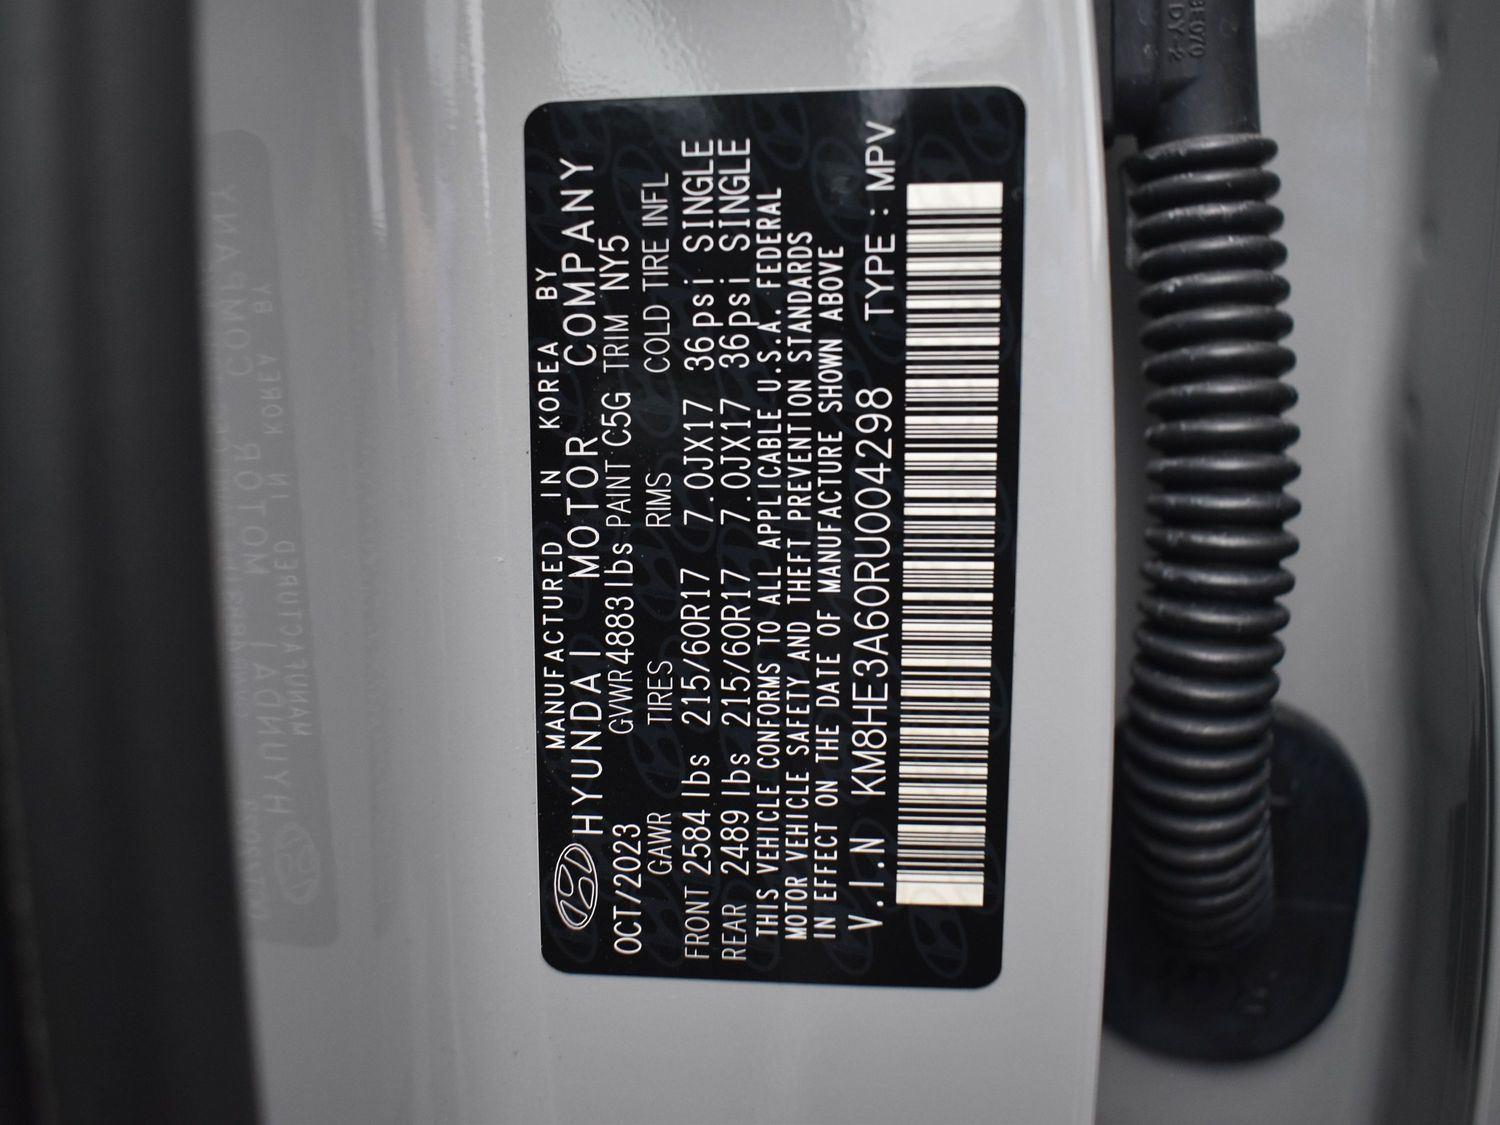 MANUFACTURED IN KOREA BY
HYUNDAI MOTOR COMPANY
OCT/2023 GVWR 4883 lbs PAINT C5G TRIM NY5
GAWR TIRES RIMS COLD TIRE INFL
FRONT 2584 lbs 215/60R17 7.0JX17 36psi SINGLE
REAR 2489 lbs 215/60R17 7.0JX17 36psi SINGLE
THIS VEHICLE CONFORMS TO ALL APPLICABLE U.S.A. FEDERAL
MOTOR VEHICLE SAFETY AND THEFT PREVENTION STANDARDS
IN EFFECT ON THE DATE OF MANUFACTURE SHOWN ABOVE
V.I.N KM8HE3A60RU004298 TYPE : MPV